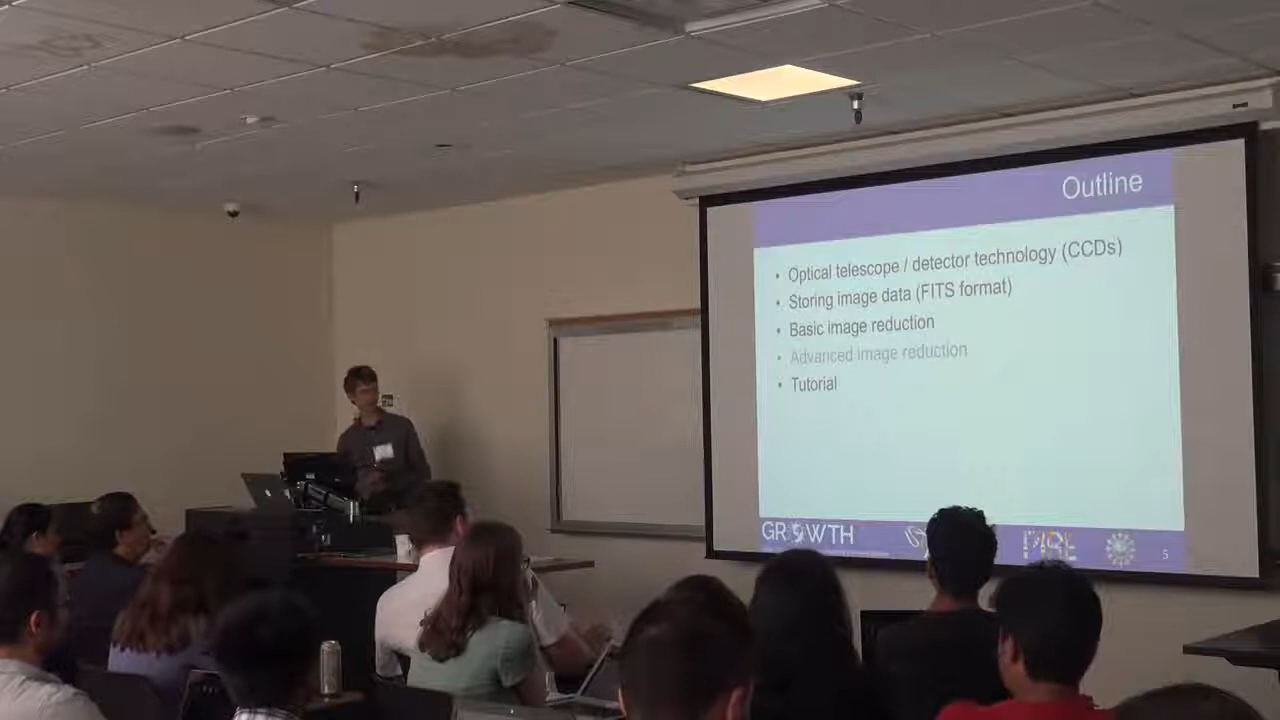 Outline
• Optical telescope / detector technology (CCDs)
• Storing image data (FITS format)
• Basic image reduction
• Advanced image reduction
• Tutorial
GROWTH
PIRE
5